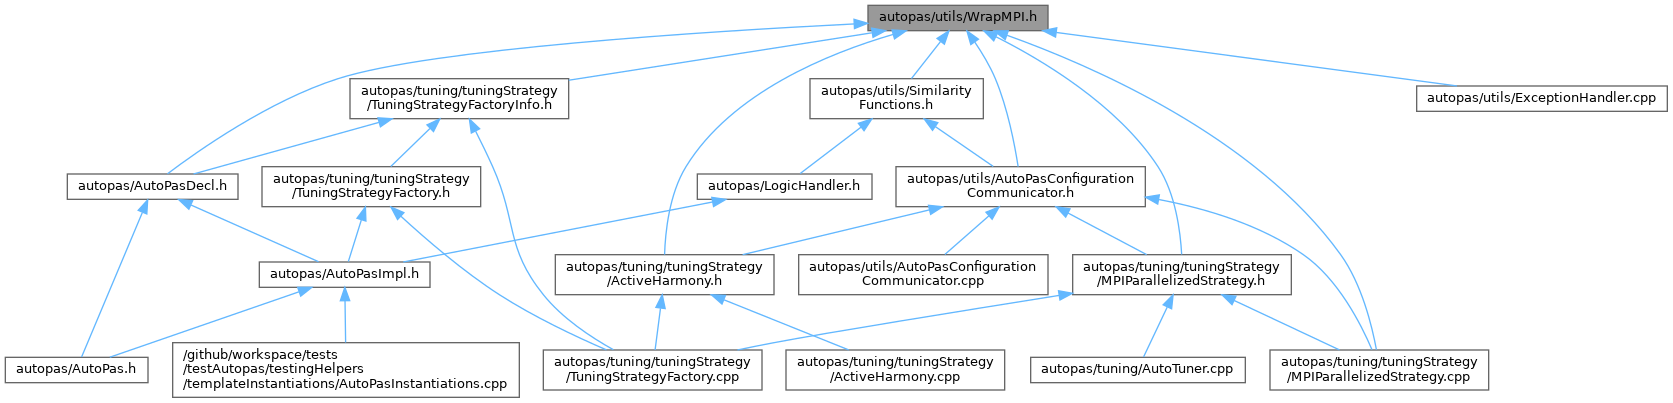 autopas/utils/WrapMPI.h
autopas/tuning/tuningStrategy
/TuningStrategyFactoryInfo.h
autopas/utils/Similarity
Functions.h
autopas/utils/ExceptionHandler.cpp
autopas/AutoPasDecl.h
autopas/tuning/tuningStrategy
/TuningStrategyFactory.h
autopas/LogicHandler.h
autopas/utils/AutoPasConfiguration
Communicator.h
autopas/AutoPasImpl.h
autopas/tuning/tuningStrategy
/ActiveHarmony.h
autopas/utils/AutoPasConfiguration
Communicator.cpp
autopas/tuning/tuningStrategy
/MPIParallelizedStrategy.h
autopas/AutoPas.h
/github/workspace/tests
/testAutopas/testingHelpers
/templateInstantiations/AutoPasInstantiations.cpp
autopas/tuning/tuningStrategy
/TuningStrategyFactory.cpp
autopas/tuning/tuningStrategy
/ActiveHarmony.cpp
autopas/tuning/AutoTuner.cpp
autopas/tuning/tuningStrategy
/MPIParallelizedStrategy.cpp